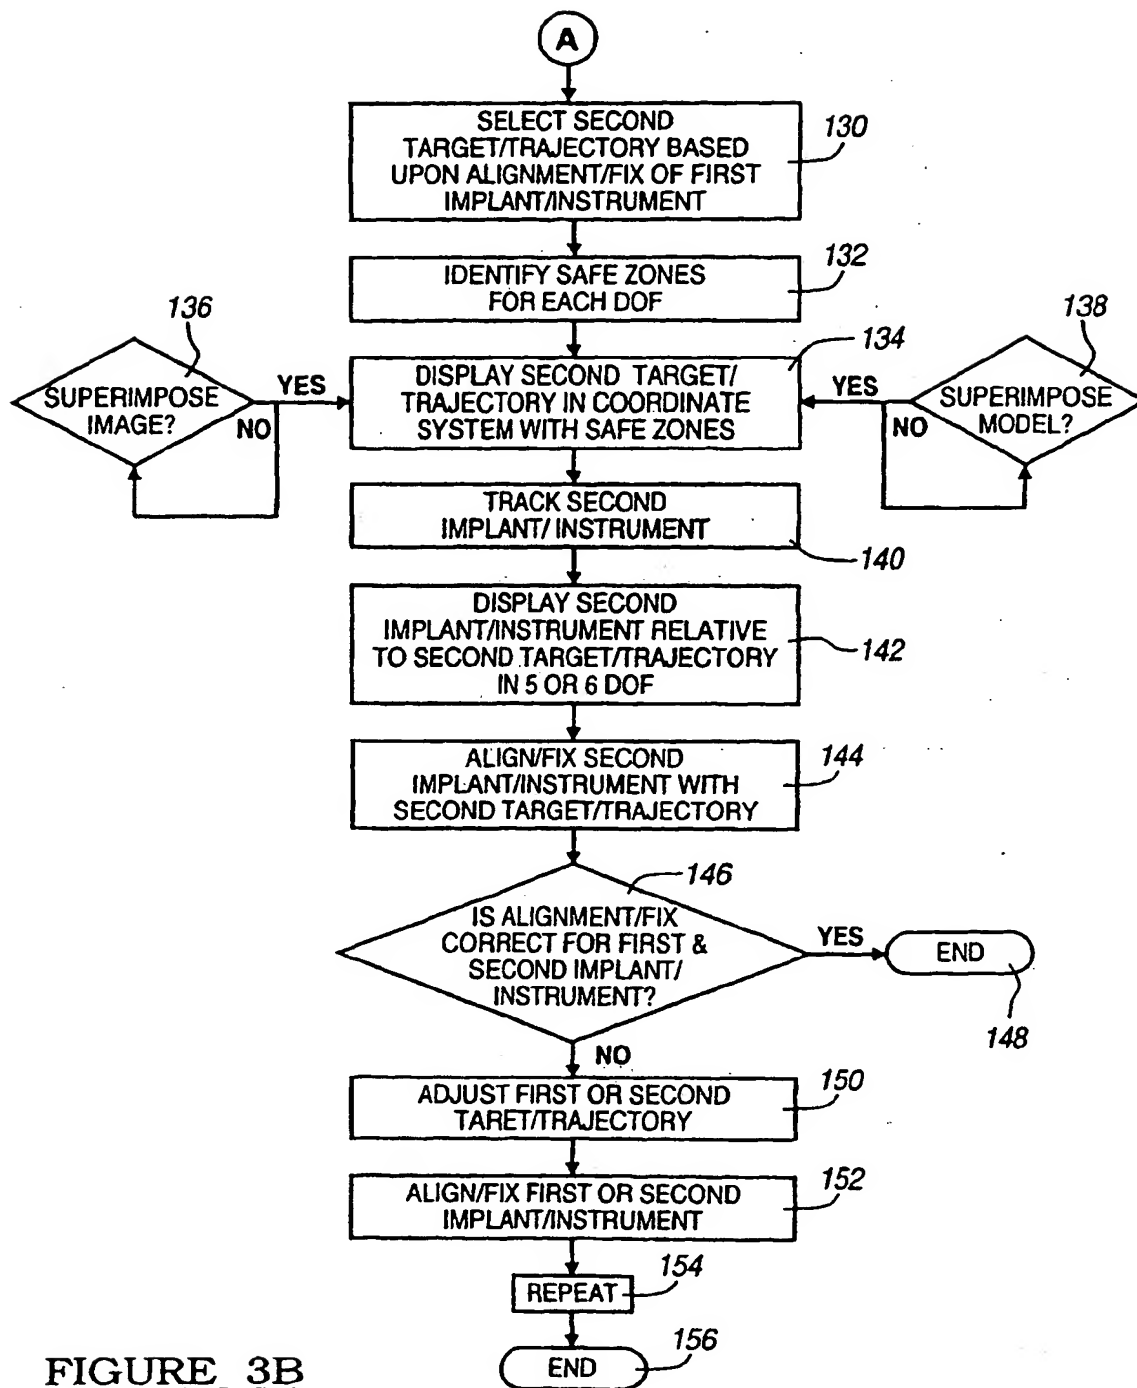 A
SELECT SECOND
TARGET/TRAJECTORY BASED
UPON ALIGNMENT/FIX OF FIRST
IMPLANT/INSTRUMENT
130
IDENTIFY SAFE ZONES
FOR EACH DOF
132
136
SUPERIMPOSE
IMAGE?
YES
NO
DISPLAY SECOND TARGET/
TRAJECTORY IN COORDINATE
SYSTEM WITH SAFE ZONES
134
138
SUPERIMPOSE
MODEL?
YES
NO
TRACK SECOND
IMPLANT/ INSTRUMENT
140
DISPLAY SECOND
IMPLANT/INSTRUMENT RELATIVE
TO SECOND TARGET/TRAJECTORY
IN 5 OR 6 DOF
142
ALIGN/FIX SECOND
IMPLANT/INSTRUMENT WITH
SECOND TARGET/TRAJECTORY
144
146
IS ALIGNMENT/FIX
CORRECT FOR FIRST &
SECOND IMPLANT/
INSTRUMENT?
YES
END
148
NO
ADJUST FIRST OR SECOND
TARET/TRAJECTORY
150
ALIGN/FIX FIRST OR SECOND
IMPLANT/INSTRUMENT
152
REPEAT
154
END
156
FIGURE 3B